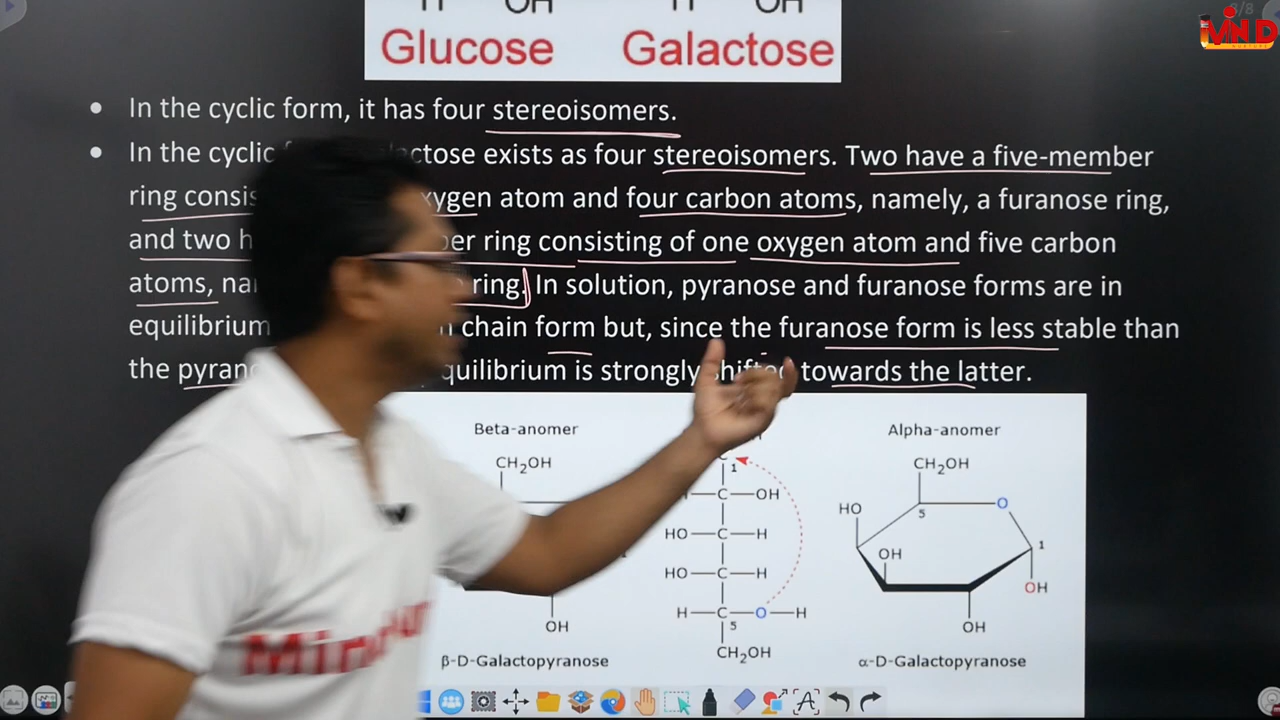 H OH H OH
Glucose Galactose
3/8
iMIND
• In the cyclic form, it has four stereoisomers.
• In the cyclic ctose exists as four stereoisomers. Two have a five-member
ring consis xygen atom and four carbon atoms, namely, a furanose ring,
and two h er ring consisting of one oxygen atom and five carbon
atoms, na ring. In solution, pyranose and furanose forms are in
equilibrium chain form but, since the furanose form is less stable than
the pyran quilibrium is strongly shifted towards the latter.
Beta-anomer
CH₂OH
OH
β-D-Galactopyranose
1
C—OH
HO—C—H
HO—C—H
H—C—O—H
5
CH₂OH
Alpha-anomer
CH₂OH
HO O
5
OH 1
OH
OH
α-D-Galactopyranose